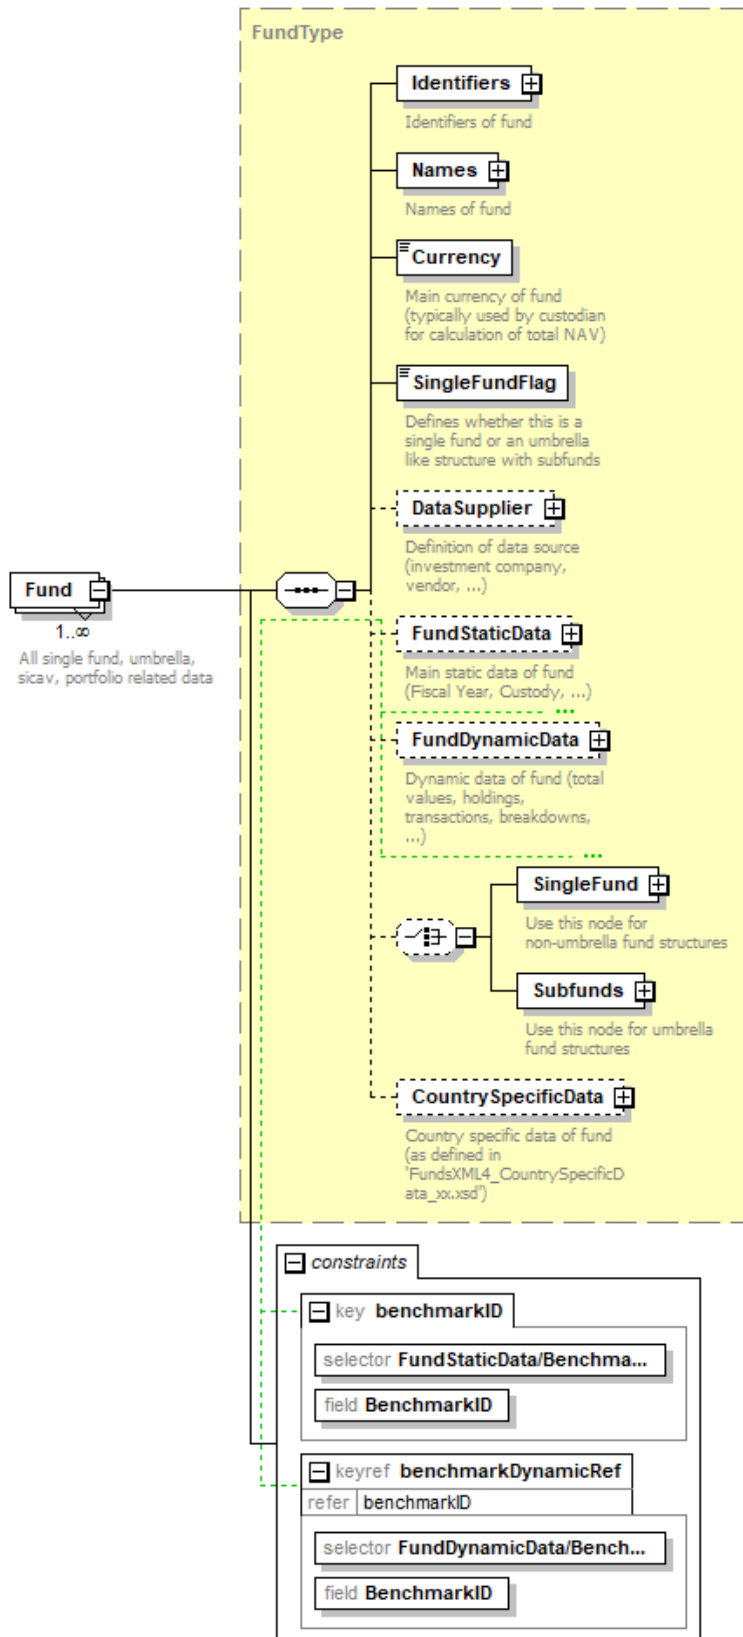 FundType
Identifiers
Identifiers of fund
Names
Names of fund
Currency
Main currency of fund
(typically used by custodian
for calculation of total NAV)
SingleFundFlag
Defines whether this is a
single fund or an umbrella
like structure with subfunds
DataSupplier
Definition of data source
(investment company,
vendor, ...)
Fund
1..∞
All single fund, umbrella,
sicav, portfolio related data
FundStaticData
Main static data of fund
(Fiscal Year, Custody, ...)
...
FundDynamicData
Dynamic data of fund (total
values, holdings,
transactions, breakdowns,
...)
...
SingleFund
Use this node for
non-umbrella fund structures
Subfunds
Use this node for umbrella
fund structures
CountrySpecificData
Country specific data of fund
(as defined in
'FundsXML4_CountrySpecificD
ata_xx.xsd')
constraints
key benchmarkID
selector FundStaticData/Benchma...
field BenchmarkID
keyref benchmarkDynamicRef
refer benchmarkID
selector FundDynamicData/Bench...
field BenchmarkID